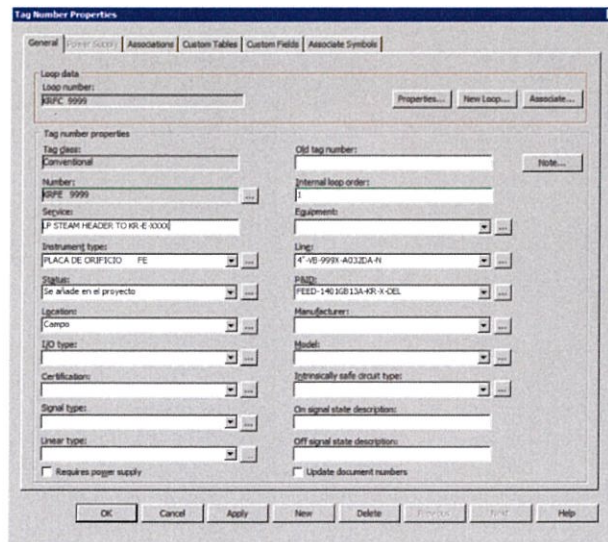 Tag Number Properties
General Power Supply Associations Custom Tables Custom Fields Associate Symbols
Loop data
Loop number:
KRFC 9999
Properties... New Loop... Associate...
Tag number properties
Tag class:
Conventional
Old tag number:
Note...
Number:
KRFE 9999
...
Internal loop order:
1
Service:
LP STEAM HEADER TO KR-E-XXXX
Equipment:
...
Instrument type:
PLACA DE ORIFICIO FE
...
Line:
4"-VB-999X-A032DA-N
...
Status:
Se añade en el proyecto
...
P&ID:
FEED-1401GB13A-KR-X-DEL
...
Location:
Campo
...
Manufacturer:
...
I/O type:
...
Model:
...
Certification:
...
Intrinsically safe circuit type:
...
Signal type:
...
On signal state description:
Linear type:
...
Off signal state description:
Requires power supply
Update document numbers
OK Cancel Apply New Delete Previous Next Help